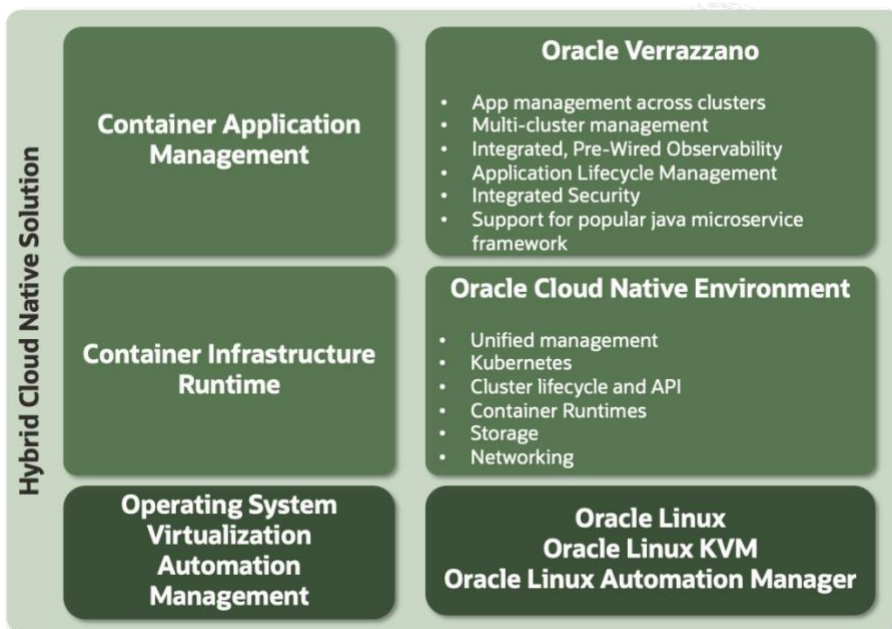 Hybrid Cloud Native Solution
Container Application
Management
Oracle Verrazzano
• App management across clusters
• Multi-cluster management
• Integrated, Pre-Wired Observability
• Application Lifecycle Management
• Integrated Security
• Support for popular java microservice
framework
Container Infrastructure
Runtime
Oracle Cloud Native Environment
• Unified management
• Kubernetes
• Cluster lifecycle and API
• Container Runtimes
• Storage
• Networking
Operating System
Virtualization
Automation
Management
Oracle Linux
Oracle Linux KVM
Oracle Linux Automation Manager